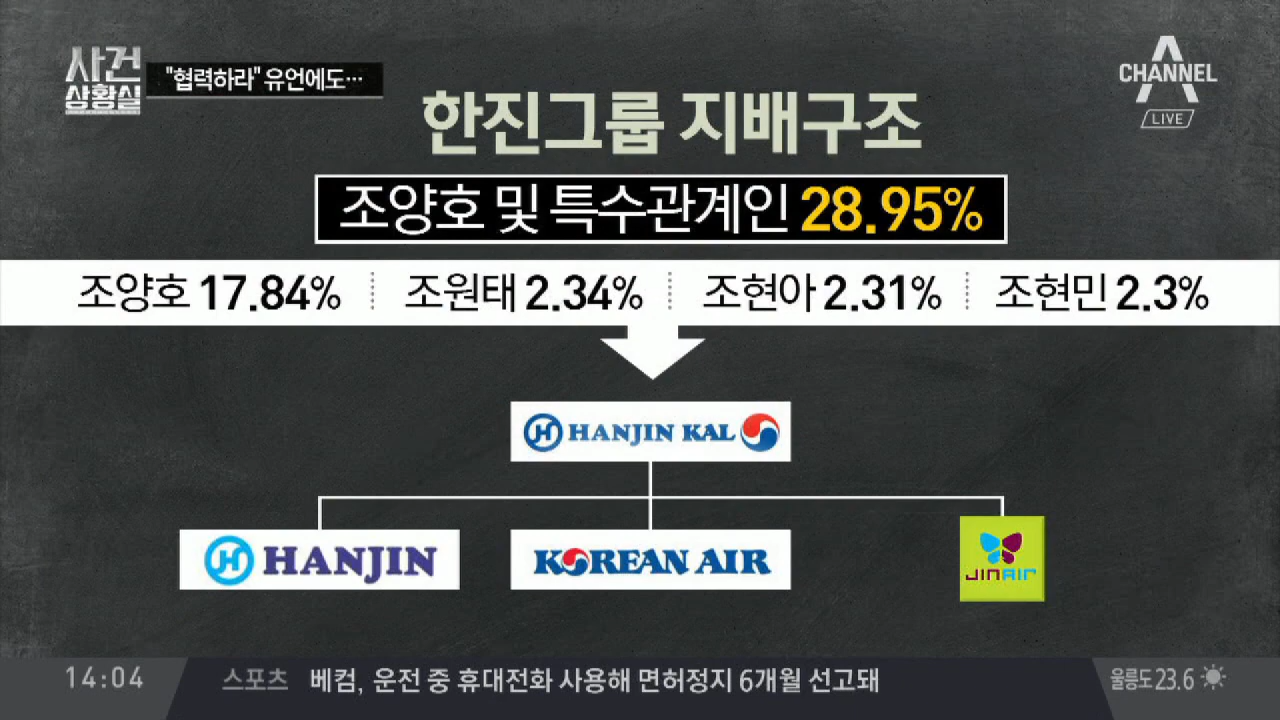 사건
상황실
"협력하라" 유언에도…
CHANNEL A
LIVE
한진그룹 지배구조
조양호 및 특수관계인 28.95%
조양호 17.84%
조원태 2.34%
조현아 2.31%
조현민 2.3%
HANJIN KAL
HANJIN
KOREAN AIR
JINAIR
14:04
스포츠 베컴, 운전 중 휴대전화 사용해 면허정지 6개월 선고돼
울릉도 23.6